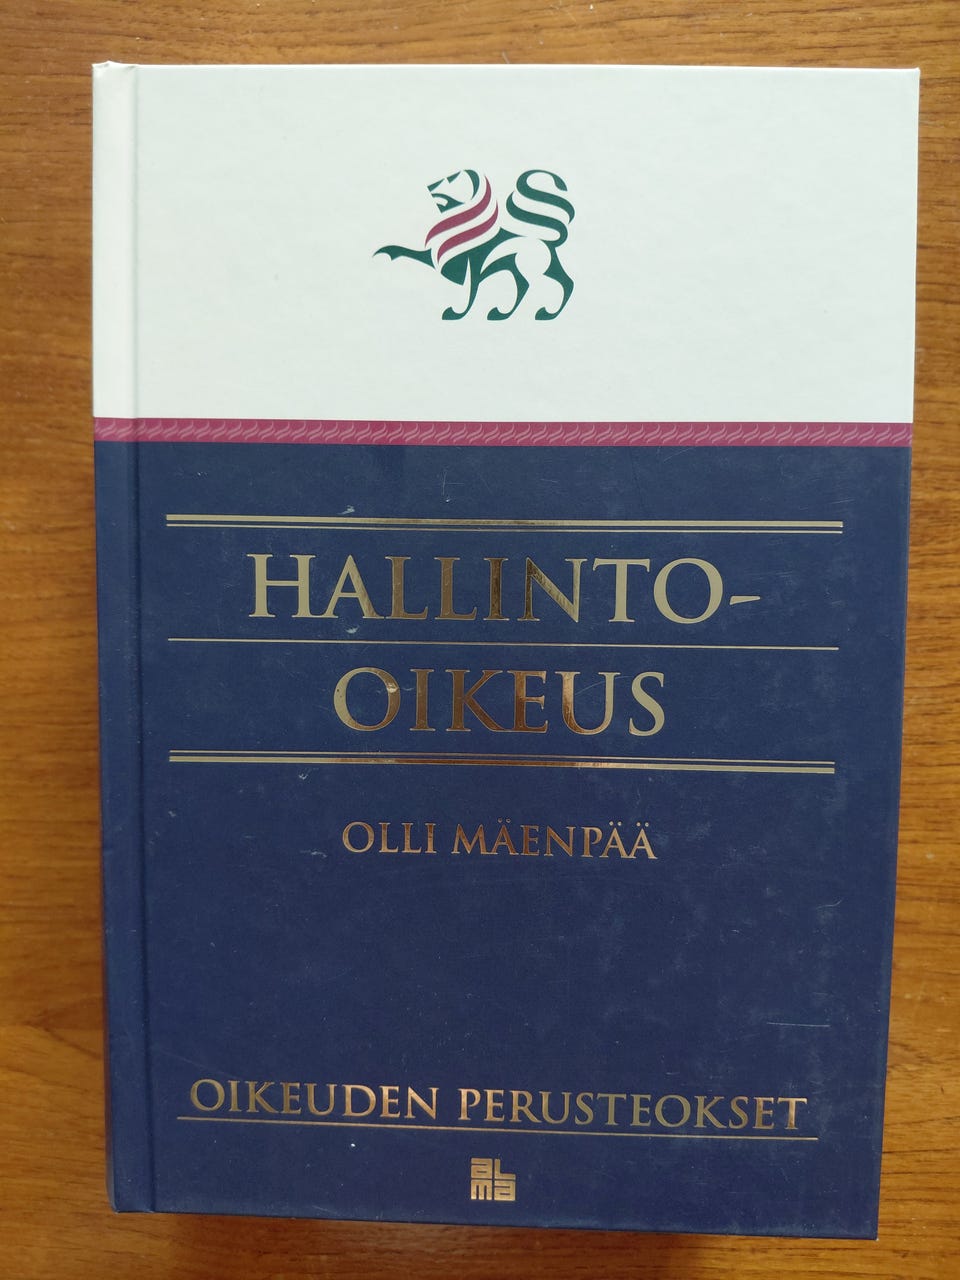 HALLINTO-
OIKEUS
OLLI MÄENPÄÄ
OIKEUDEN PERUSTEOKSET
ALMA